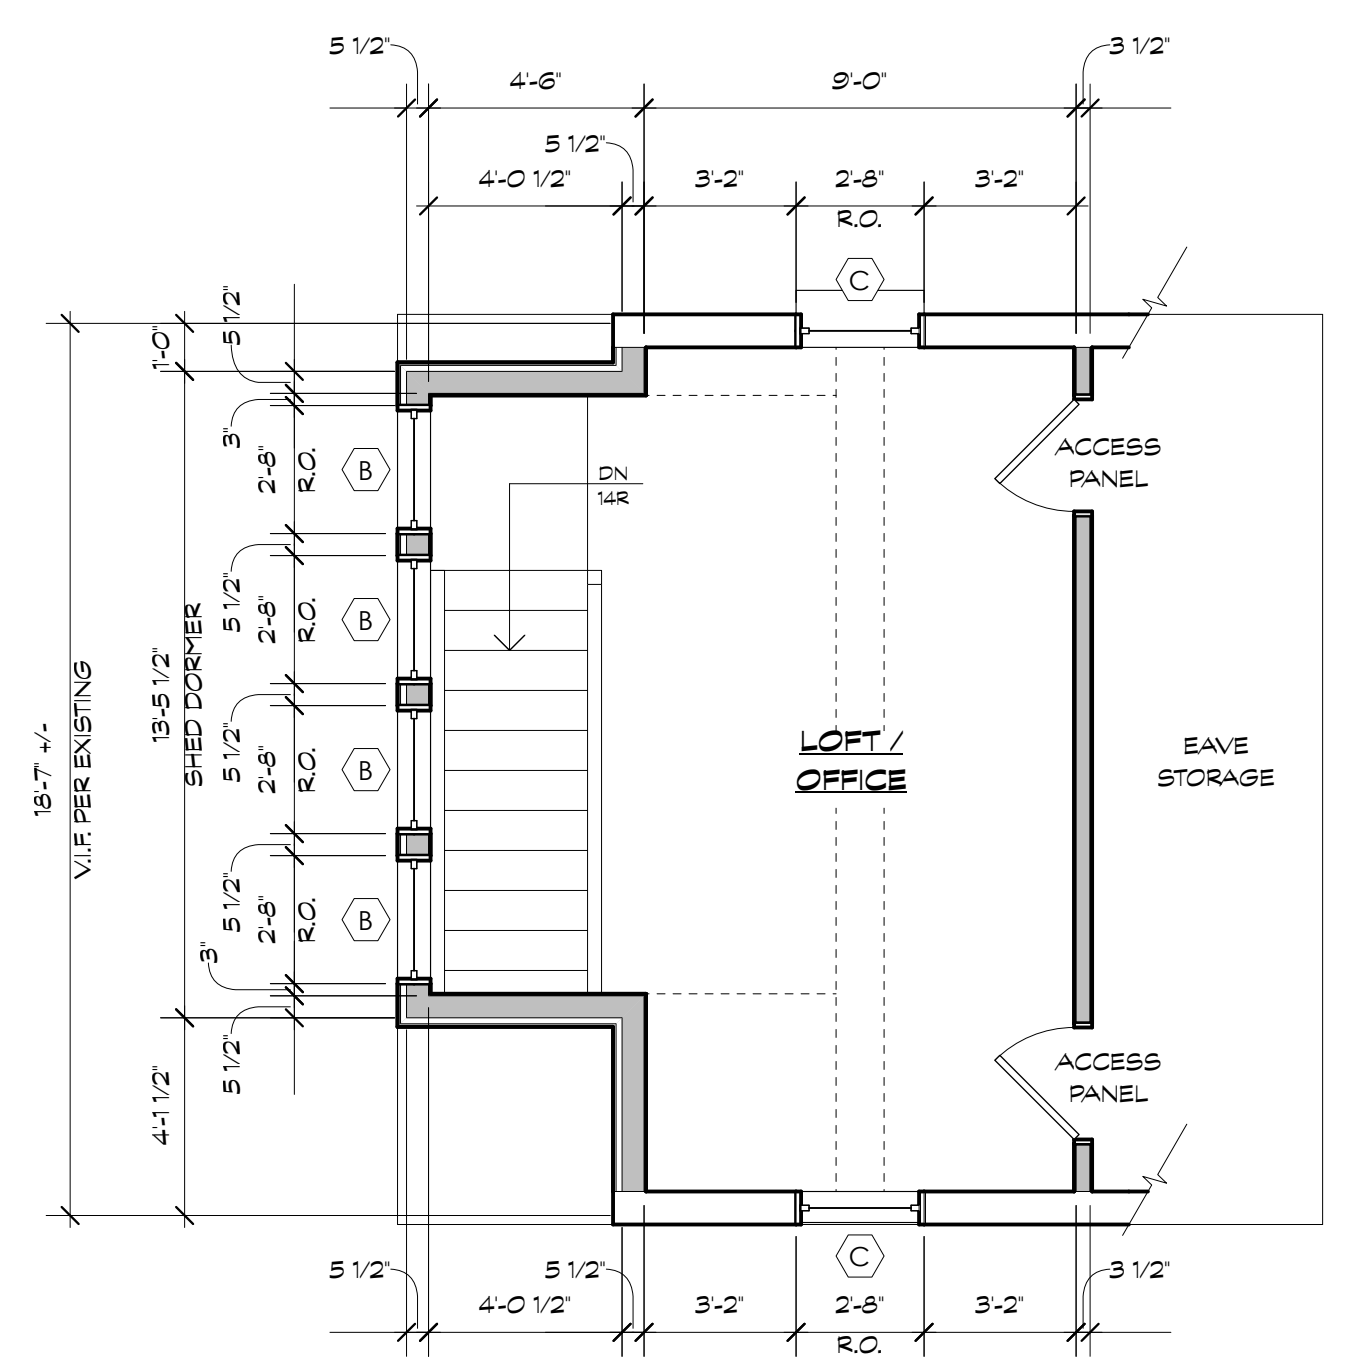 5 1/2"
3 1/2"
4'-6"
9'-0"
5 1/2"
4'-0 1/2"
3'-2"
2'-8"
3'-2"
R.O.
C
1'-0"
5 1/2"
3"
2'-8"
R.O.
B
ACCESS
PANEL
DN
14R
5 1/2"
2'-8"
R.O.
B
18'-7" +/-
V.I.F. PER EXISTING
13'-5 1/2"
SHED DORMER
5 1/2"
2'-8"
R.O.
B
LOFT /
OFFICE
EAVE
STORAGE
5 1/2"
2'-8"
R.O.
B
3"
5 1/2"
4'-1 1/2"
ACCESS
PANEL
C
5 1/2"
5 1/2"
3 1/2"
4'-0 1/2"
3'-2"
2'-8"
3'-2"
R.O.